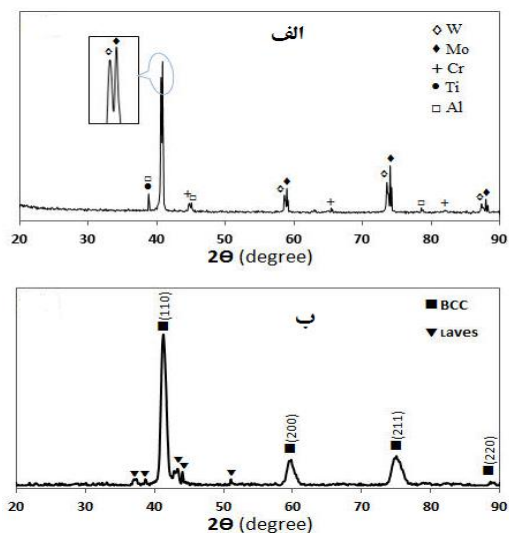 الف
◇ W
♦ Mo
+ Cr
● Ti
□ Al
20 30 40 50 60 70 80 90
2Θ (degree)
ب
■ BCC
▼ Laves
(110)
(200)
(211)
(220)
20 30 40 50 60 70 80 90
2Θ (degree)